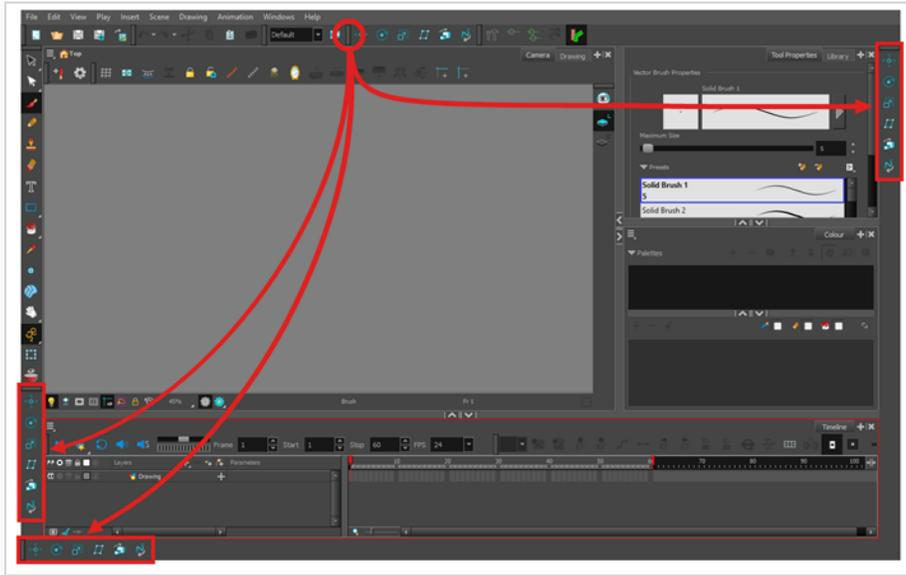 File Edit View Play Insert Scene Drawing Animation Windows Help
Default
Top
Camera Drawing
Tool Properties Library
Vector Brush Properties
Solid Brush 1
Maximum Size
5
Presets
Solid Brush 1
5
Solid Brush 2
Colour
Palettes
45%
Brush
Fr 1
Timeline
Frame 1 Start 1 Stop 60 FPS 24
Layers Parameters
10 20 30 40 50 60 70 80 90 100
Drawing